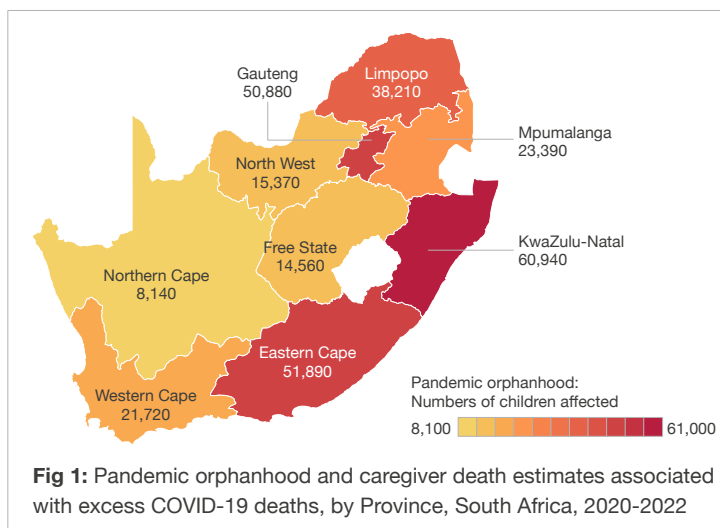 Gauteng
50,880
Limpopo
38,210
Mpumalanga
23,390
North West
15,370
KwaZulu-Natal
60,940
Free State
14,560
Northern Cape
8,140
Eastern Cape
51,890
Western Cape
21,720
Pandemic orphanhood:
Numbers of children affected
8,100 61,000
Fig 1: Pandemic orphanhood and caregiver death estimates associated
with excess COVID-19 deaths, by Province, South Africa, 2020-2022